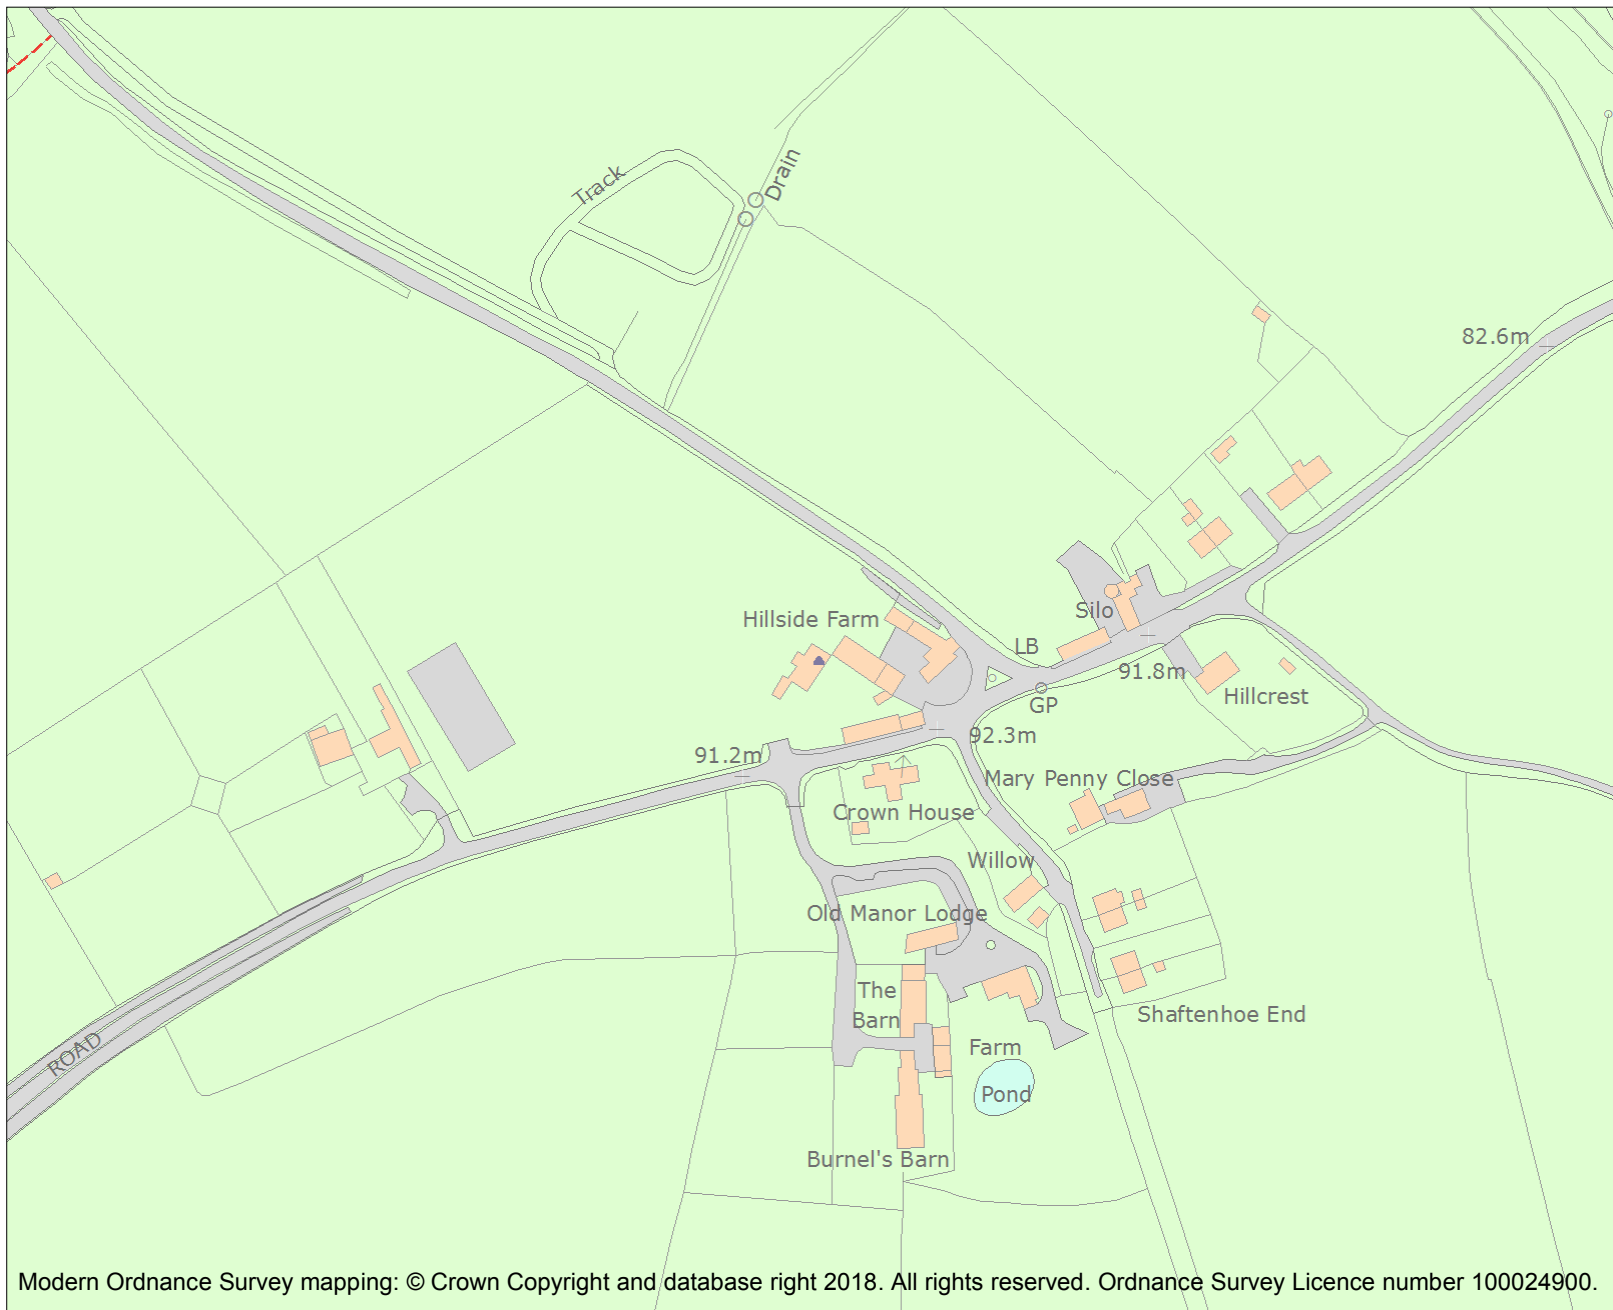 Track
Drain
82.6m
Hillside Farm
Silo
LB
91.8m
Hillcrest
GP
92.3m
91.2m
Mary Penny Close
Crown House
Willow
Old Manor Lodge
The
Barn
Shaftenhoe End
ROAD
Farm
Pond
Burnel's Barn
Modern Ordnance Survey mapping: © Crown Copyright and database right 2018. All rights reserved. Ordnance Survey Licence number 100024900.